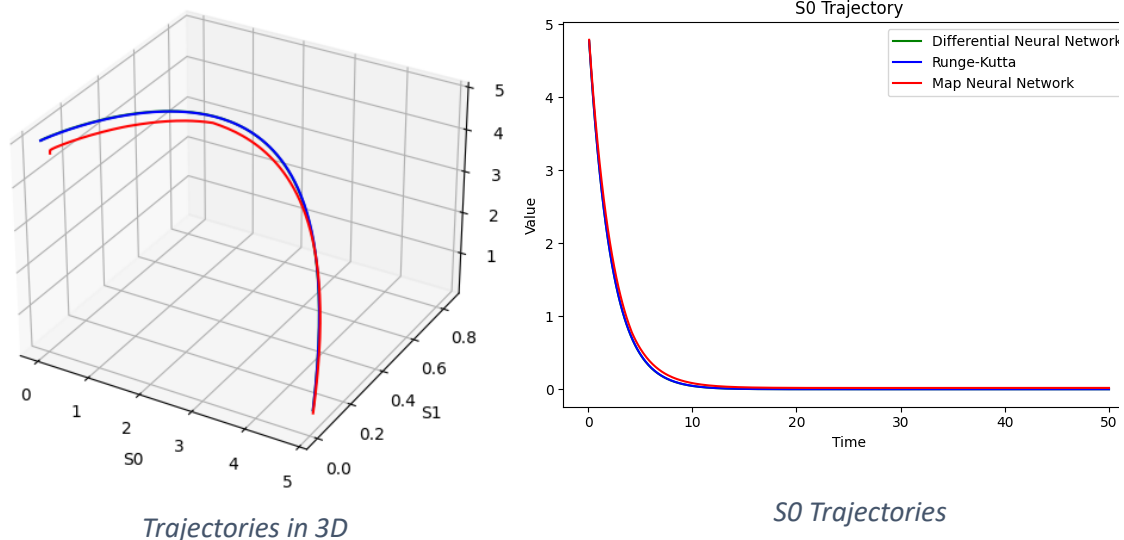 5
4
3
2
1
0.8
0.6
0.4
0.2
0.0
S1
0
1
2
3
4
5
S0
Trajectories in 3D
S0 Trajectory
Differential Neural Network
Runge-Kutta
Map Neural Network
5
4
3
2
1
0
Value
0
10
20
30
40
50
Time
S0 Trajectories